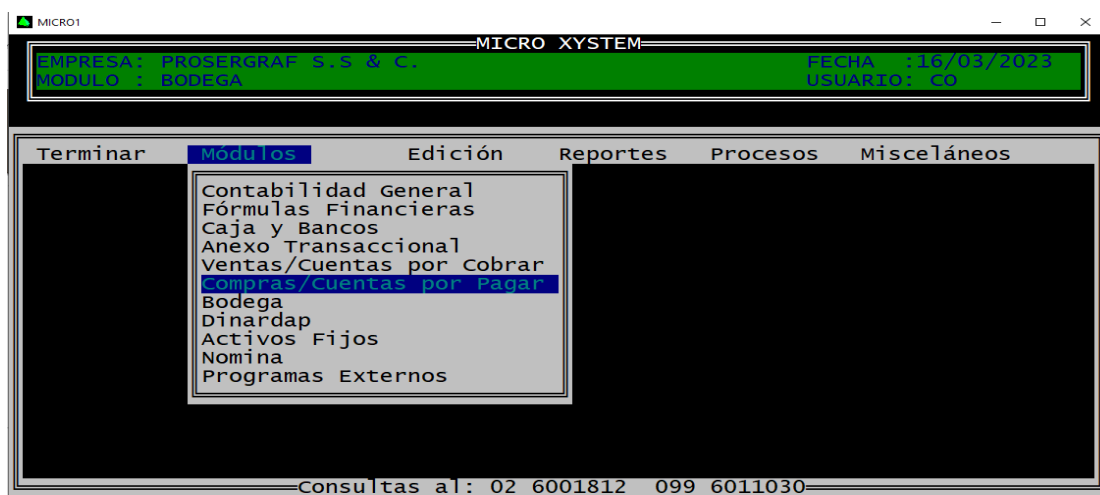 MICRO1
MICRO XYSTEM
EMPRESA: PROSERGRAF S.S & C. FECHA :16/03/2023
MODULO : BODEGA USUARIO: CO
Terminar Módulos Edición Reportes Procesos Misceláneos
Contabilidad General
Fórmulas Financieras
Caja y Bancos
Anexo Transaccional
Ventas/Cuentas por Cobrar
Compras/Cuentas por Pagar
Bodega
Dinardap
Activos Fijos
Nomina
Programas Externos
Consultas al: 02 6001812 099 6011030